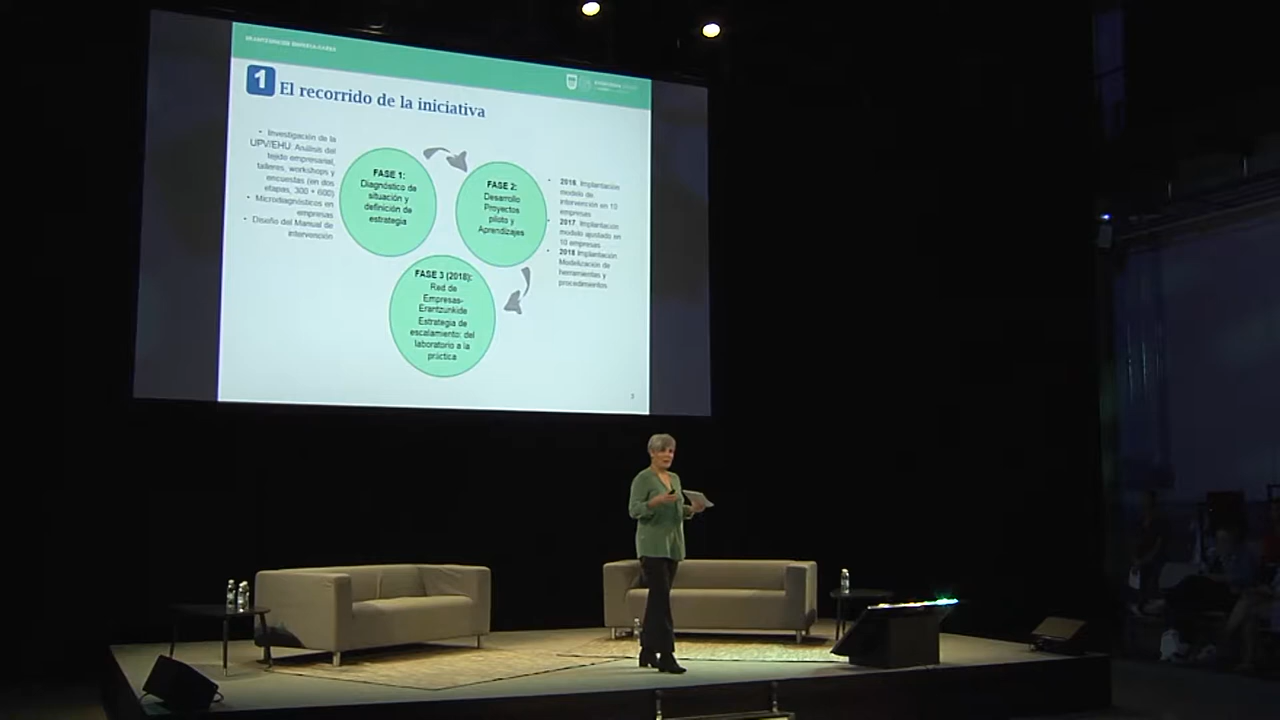 1
El recorrido de la iniciativa
• Investigación de la
UPV/EHU: Análisis del
tejido empresarial,
talleres, workshops y
encuestas (en dos
etapas, 300 + 600)
• Microdiagnósticos en
empresas
• Diseño del Manual de
intervención
FASE 1:
Diagnóstico de
situación y
definición de
estrategia
FASE 2:
Desarrollo
Proyectos
piloto y
Aprendizajes
• 2016, Implantación
modelo de
intervención en 10
empresas
• 2017, Implantación
modelo ajustado en
10 empresas
• 2018 Implantación
Modelización de
herramientas y
procedimientos
FASE 3 (2018):
Red de
Empresas-
Erantzunkide
Estrategia de
escalamiento: del
laboratorio a la
práctica